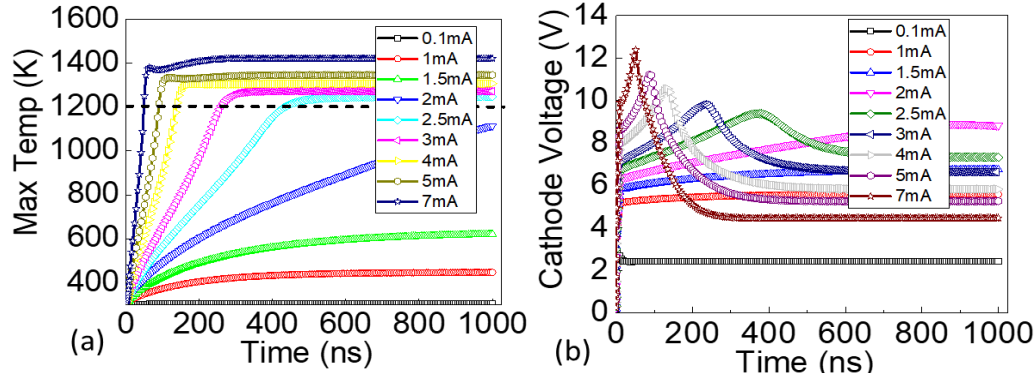 1600
1400
1200
1000
800
600
400
Max Temp (K)
0.1mA
1mA
1.5mA
2mA
2.5mA
3mA
4mA
5mA
7mA
0 200 400 600 800 1000
Time (ns)
(a)
14
12
10
8
6
4
2
0
Cathode Voltage (V)
0.1mA
1mA
1.5mA
2mA
2.5mA
3mA
4mA
5mA
7mA
0 200 400 600 800 1000
Time (ns)
(b)